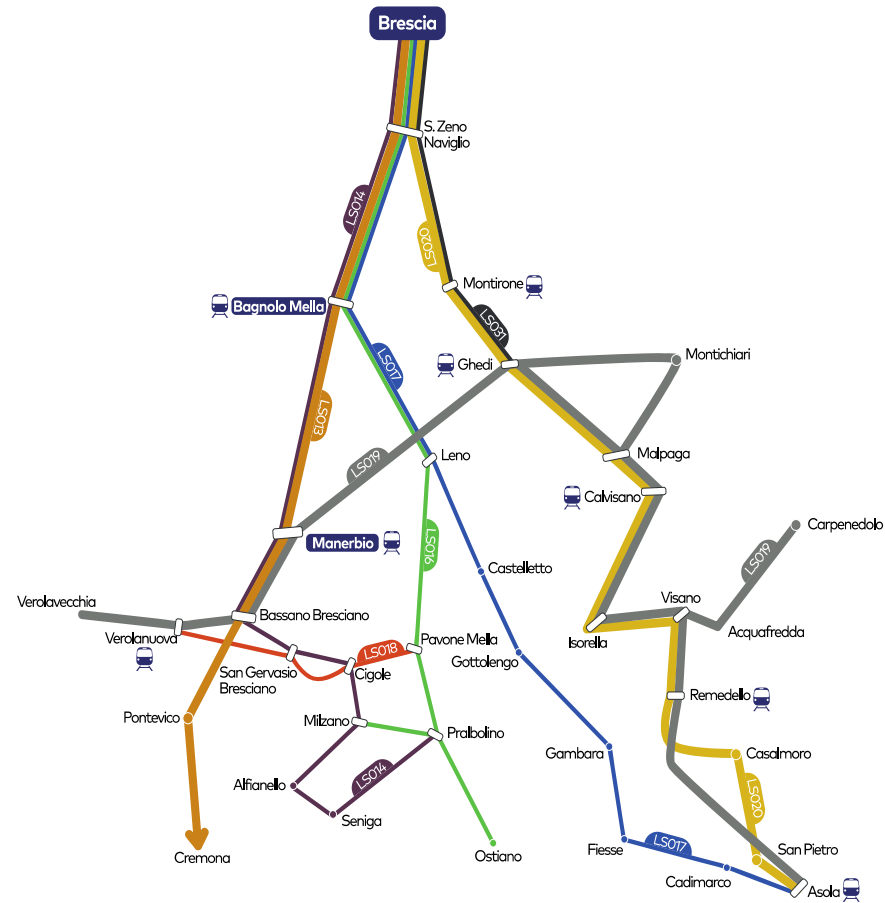 Brescia
S. Zeno
Naviglio
LS014
LS020
Montirone
Bagnolo Mella
LS031
Montichiari
Ghedi
LS017
LS013
LS019
Leno
Malpaga
Calvisano
Carpenedolo
Manerbio
LS016
LS019
Castelletto
Verolavecchia
Visano
Bassano Bresciano
Acquafredda
Verolanuova
Isorella
Pavone Mella
LS018
San Gervasio
Bresciano
Cigole
Gottolengo
Remedello
Pontevico
Milzano
Pralboino
Gambara
Casalmoro
LS014
Alfianello
LS020
Seniga
Cremona
Ostiano
Fiesse
LS017
San Pietro
Cadimarco
Asola